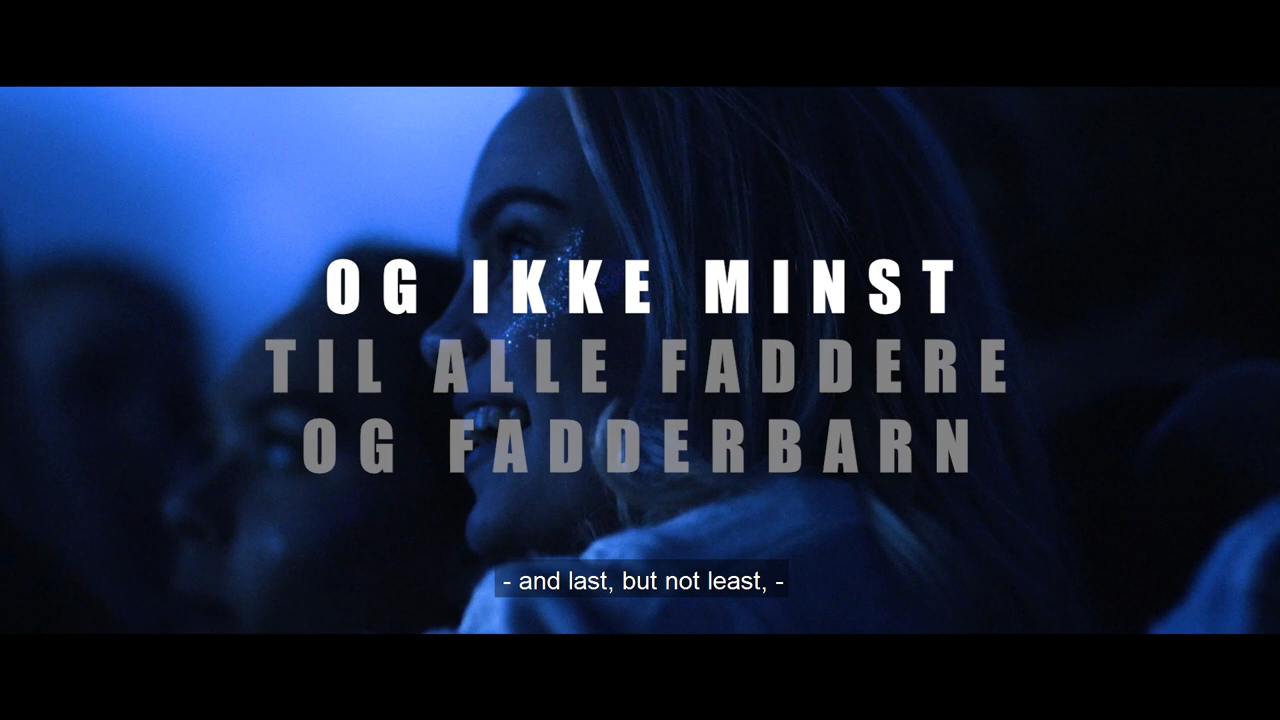 OG IKKE MINST
TIL ALLE FADDERE
OG FADDERBARN
- and last, but not least, -